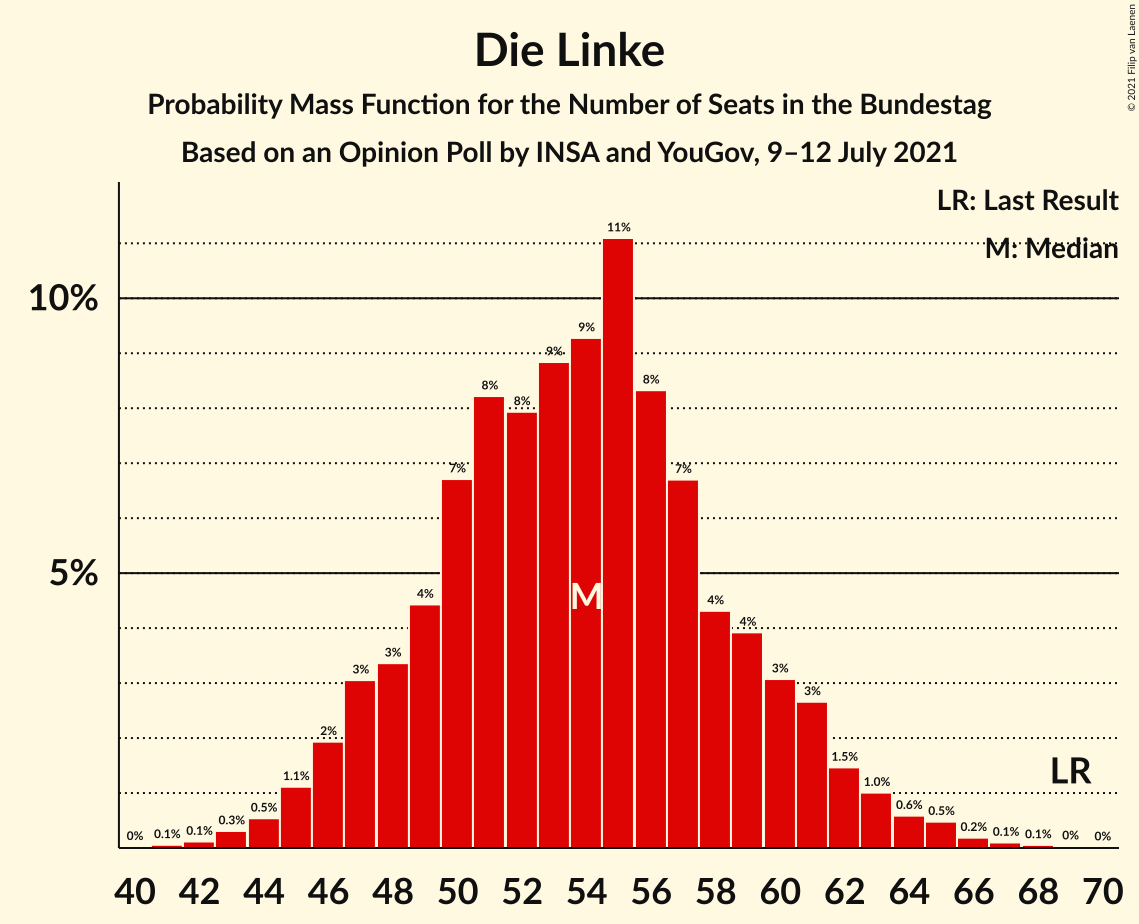 Die Linke
Probability Mass Function for the Number of Seats in the Bundestag
Based on an Opinion Poll by INSA and YouGov, 9–12 July 2021
© 2021 Filip van Laenen
LR: Last Result
M: Median
10%
5%
0% 0.1% 0.1% 0.3% 0.5% 1.1% 2% 3% 3% 4% 7% 8% 8% 9% 9% 11% 8% 7% 4% 4% 3% 3% 1.5% 1.0% 0.6% 0.5% 0.2% 0.1% 0.1% 0% 0%
M
LR
40 42 44 46 48 50 52 54 56 58 60 62 64 66 68 70